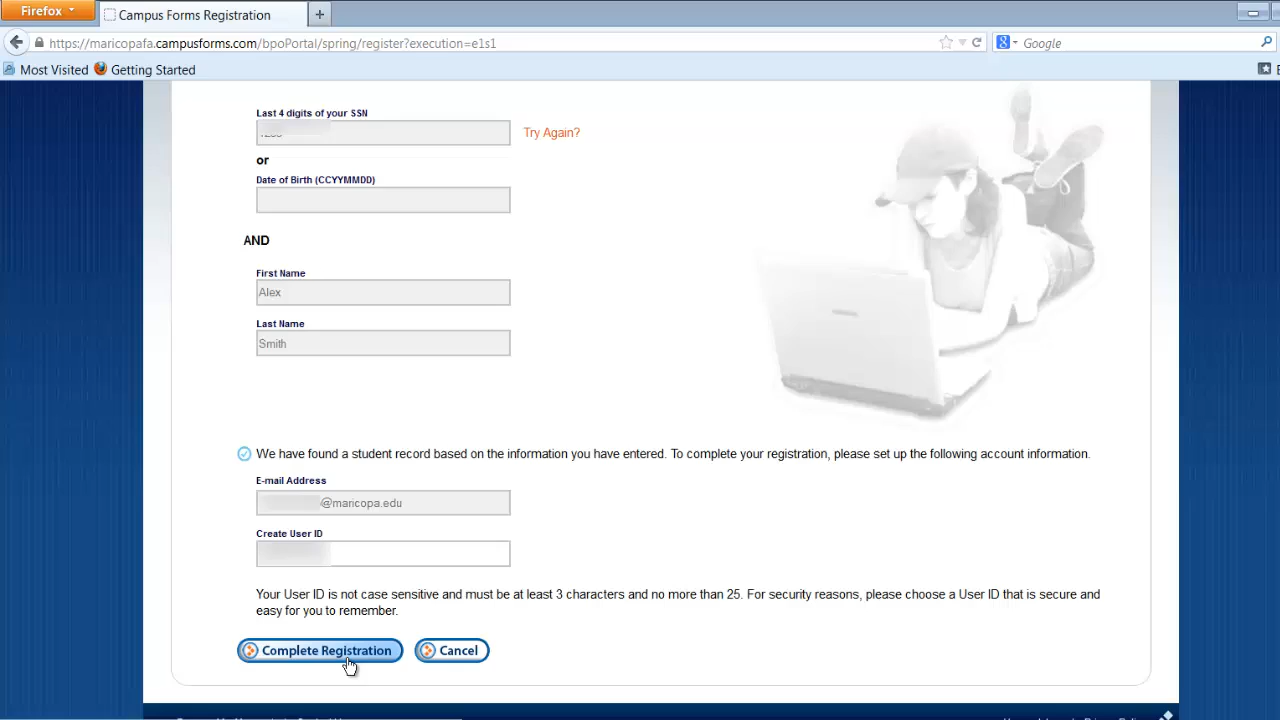 Firefox
Campus Forms Registration
https://maricopafa.campusforms.com/bpoPortal/spring/register?execution=e1s1
Google
Most Visited
Getting Started
Last 4 digits of your SSN
Try Again?
or
Date of Birth (CCYYMMDD)
AND
First Name
Alex
Last Name
Smith
We have found a student record based on the information you have entered. To complete your registration, please set up the following account information.
E-mail Address
@maricopa.edu
Create User ID
Your User ID is not case sensitive and must be at least 3 characters and no more than 25. For security reasons, please choose a User ID that is secure and
easy for you to remember.
Complete Registration
Cancel